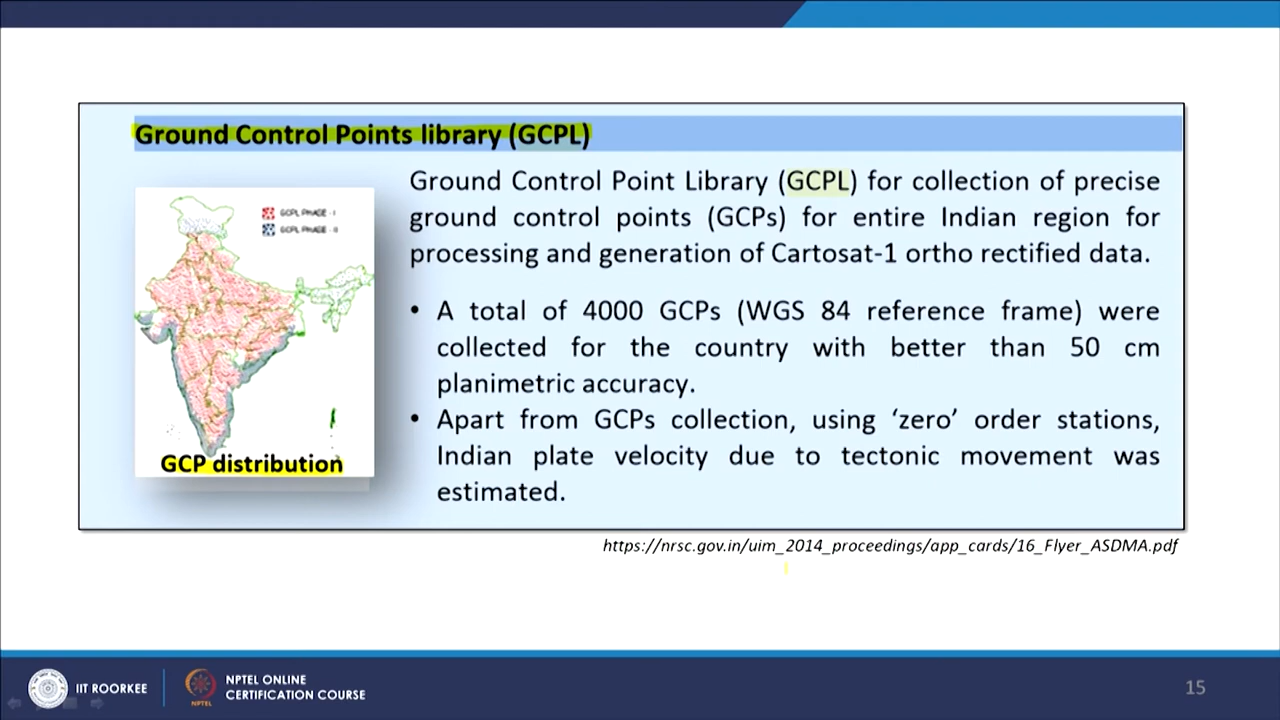 Ground Control Points library (GCPL)
GCPL PHASE - I
GCPL PHASE - II
GCP distribution
Ground Control Point Library (GCPL) for collection of precise
ground control points (GCPs) for entire Indian region for
processing and generation of Cartosat-1 ortho rectified data.
• A total of 4000 GCPs (WGS 84 reference frame) were
collected for the country with better than 50 cm
planimetric accuracy.
• Apart from GCPs collection, using ‘zero’ order stations,
Indian plate velocity due to tectonic movement was
estimated.
https://nrsc.gov.in/uim_2014_proceedings/app_cards/16_Flyer_ASDMA.pdf
IIT ROORKEE
NPTEL
NPTEL ONLINE
CERTIFICATION COURSE
15